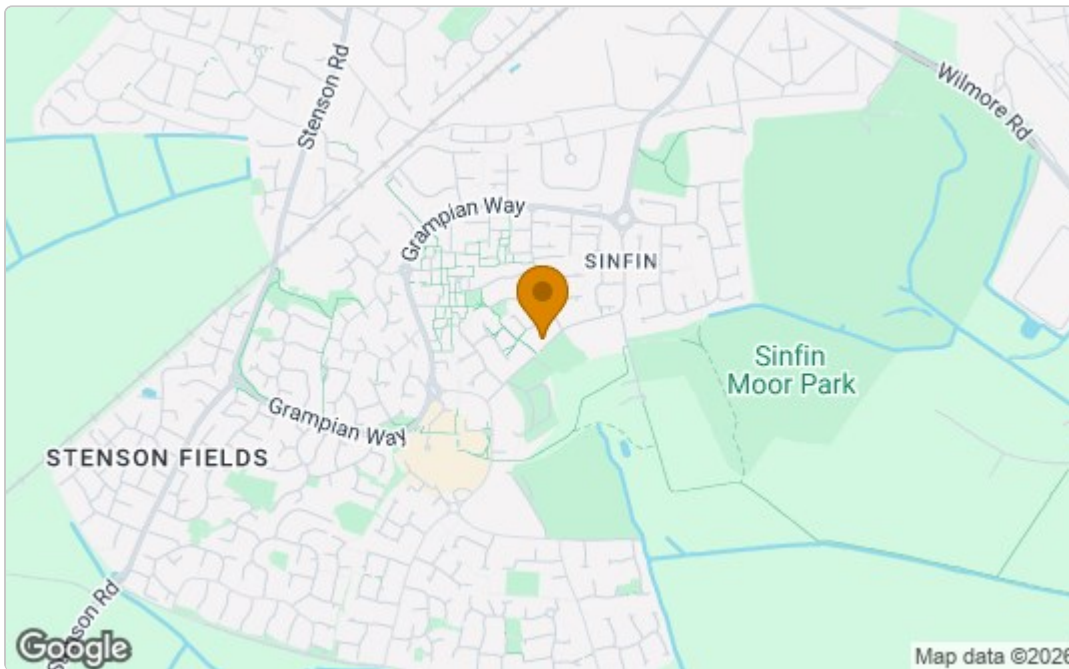 Stenson Rd
Wilmore Rd
Grampian Way
SINFIN
Sinfin
Moor Park
Grampian Way
STENSON FIELDS
Stenson Rd
Google
Map data ©2026